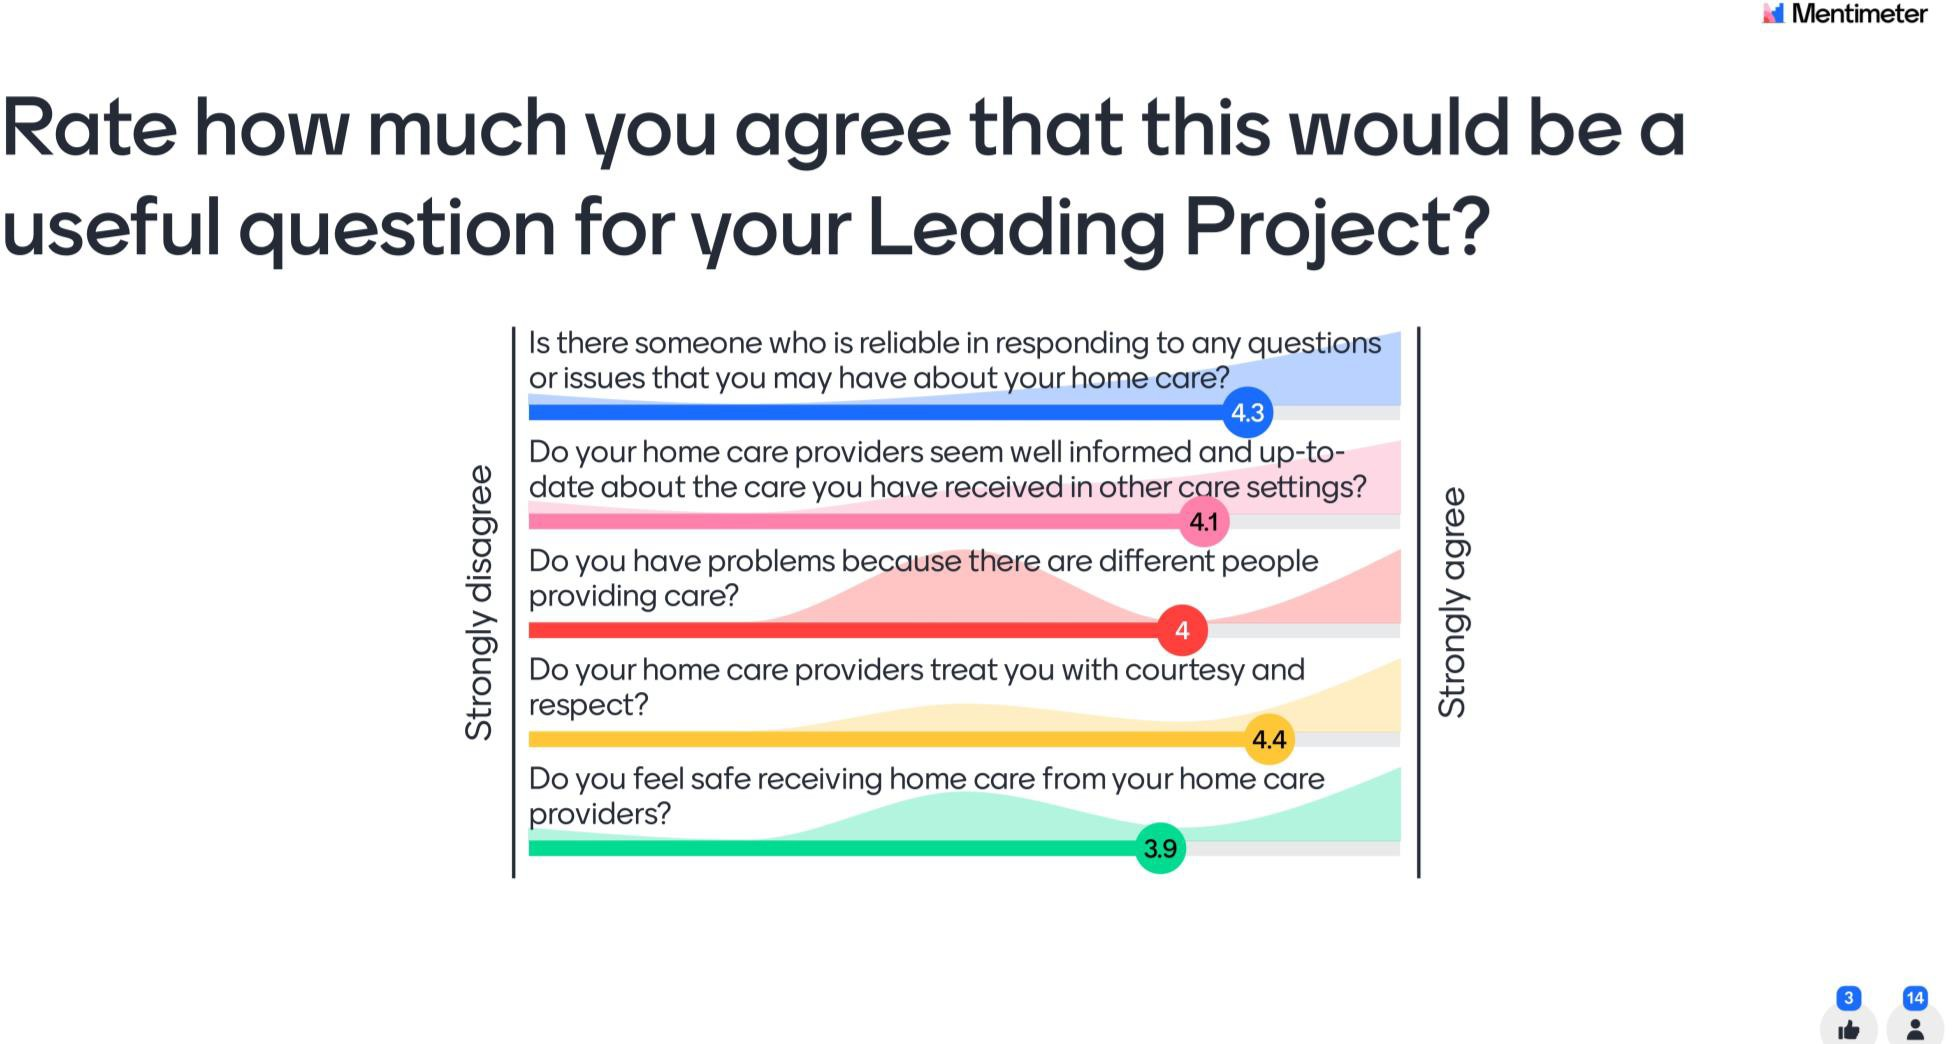 Mentimeter
Rate how much you agree that this would be a
useful question for your Leading Project?
Strongly disagree
Is there someone who is reliable in responding to any questions
or issues that you may have about your home care?
4.3
Do your home care providers seem well informed and up-to-
date about the care you have received in other care settings?
4.1
Do you have problems because there are different people
providing care?
4
Do your home care providers treat you with courtesy and
respect?
4.4
Do you feel safe receiving home care from your home care
providers?
3.9
Strongly agree
3
14